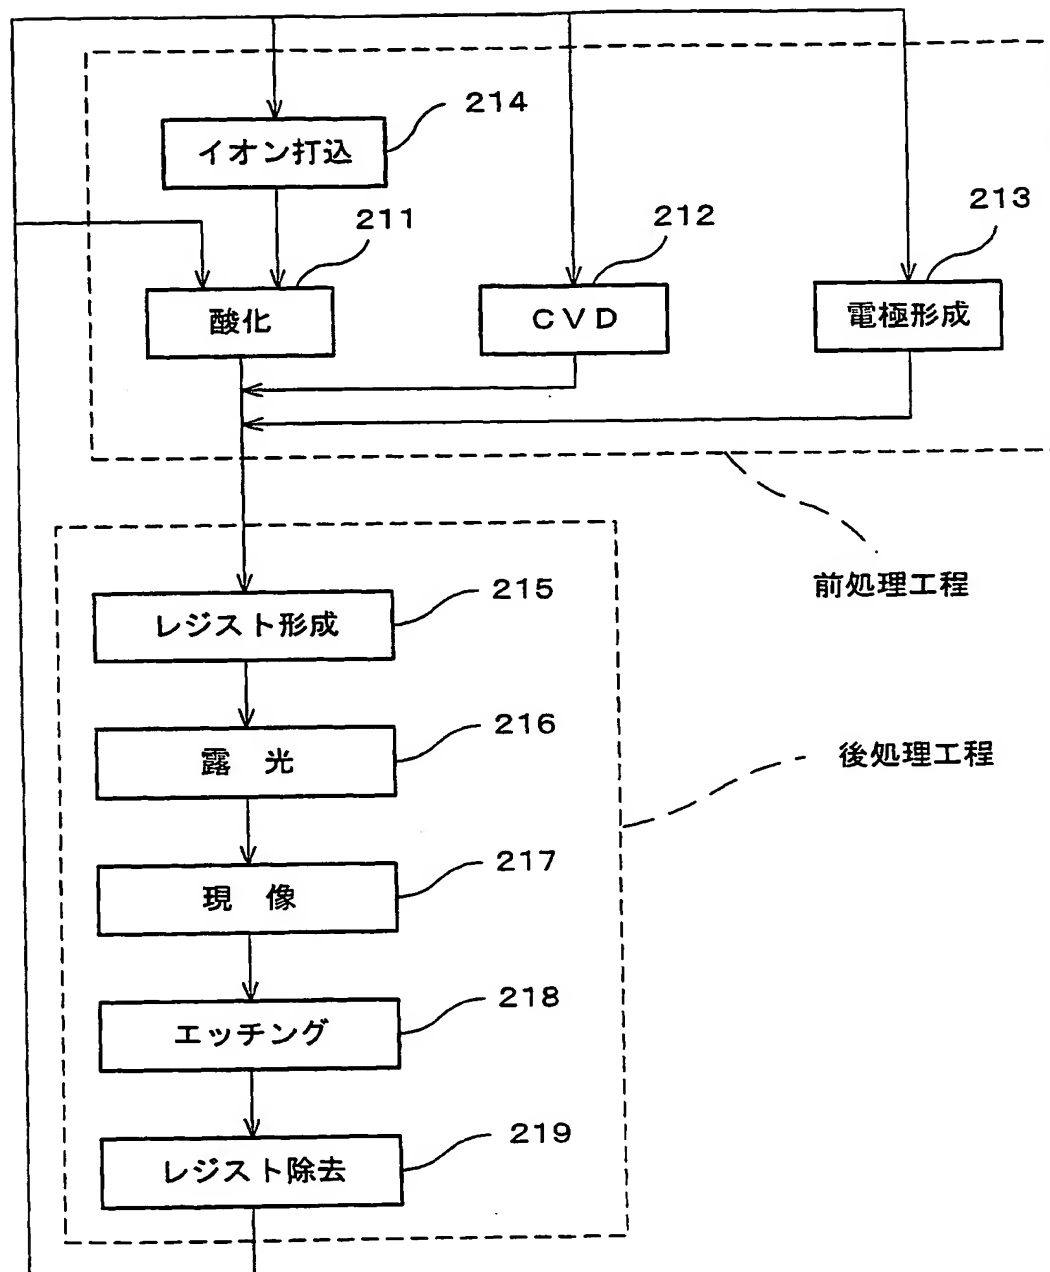 214
イオン打込
211
212
213
酸化
CVD
電極形成
前処理工程
215
レジスト形成
216
露 光
後処理工程
217
現 像
218
エッチング
219
レジスト除去